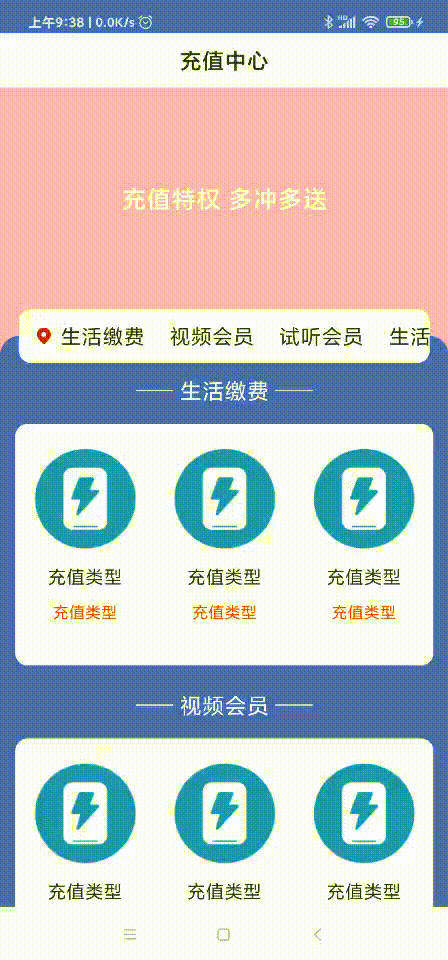 上午9:38 | 0.0K/s
HD
95
充值中心
充值特权 多冲多送
生活缴费 视频会员 试听会员 生活
生活缴费
充值类型 充值类型 充值类型
充值类型 充值类型 充值类型
视频会员
充值类型 充值类型 充值类型